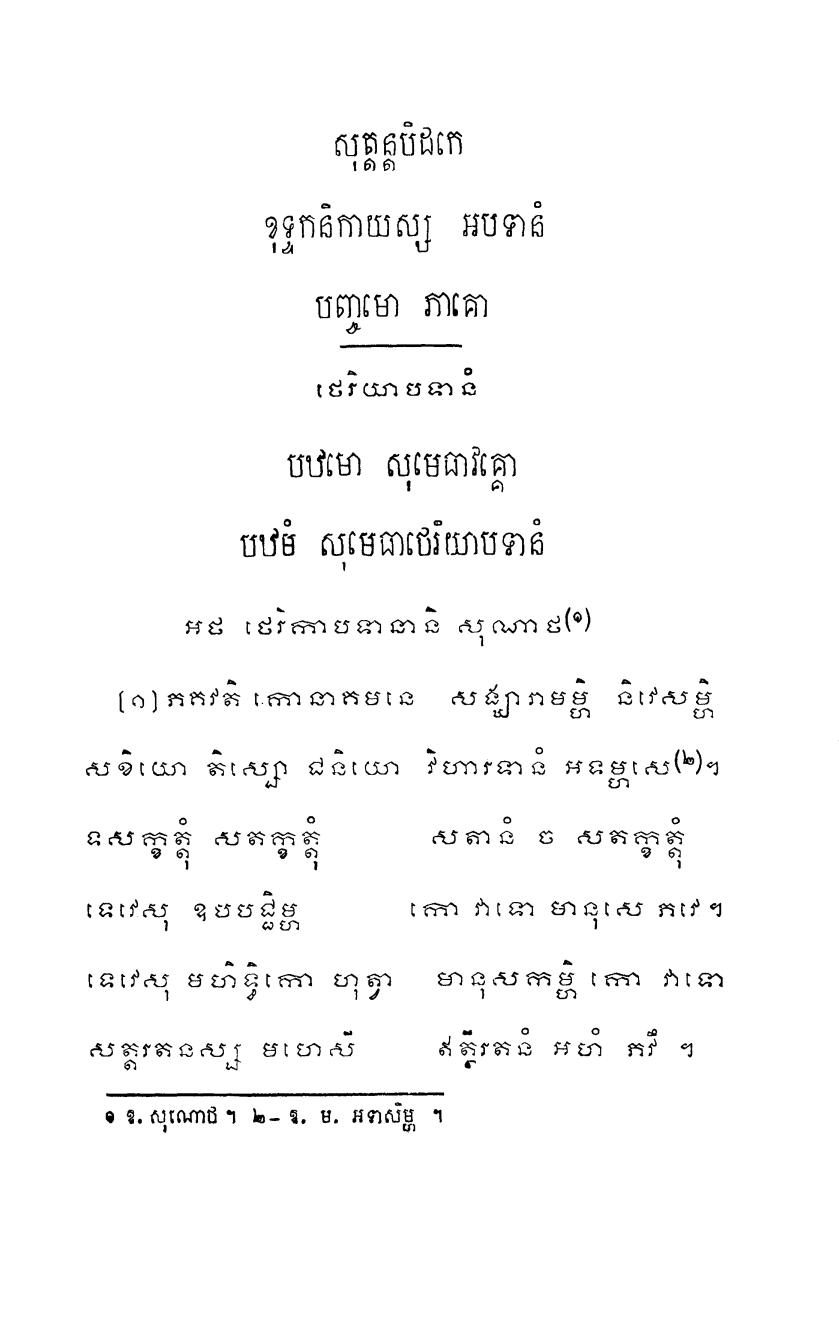 សុត្តន្តបិដកេ
ខុទ្ទកនិកាយស្ស អបទានំ
បញ្ចមោ ភាគោ
ថេរិយាបទានំ
បឋមោ សុមេធាវគ្គោ
បឋមំ សុមេធាថេរិយាបទានំ
អថ ថេរិកាបទានានិ សុណាថ(១)
[១] ភគវតិ កោនាគមនេ សង្ឃារាមម្ហិ និវេសម្ហិ
សខិយោ តិស្សោ ជនិយោ វិហារទានំ អទម្ហសេ(២)។
ទសក្ខត្តុំ សតក្ខត្តុំ សតានំ ច សតក្ខត្តុំ
ទេវេសុ ឧបបជ្ជិម្ហ កោ វាទោ មានុសេ ភវេ។
ទេវេសុ មហិទ្ធិកោ ហុត្វា មានុសកម្ហិ កោ វាទោ
សត្តរតនស្ស មហេសី ឥត្ថីរតនំ អហំ ភវឹ ។
១ ឱ. សុណោថ ។ ២– ឱ. ម. អទាសិម្ហ ។